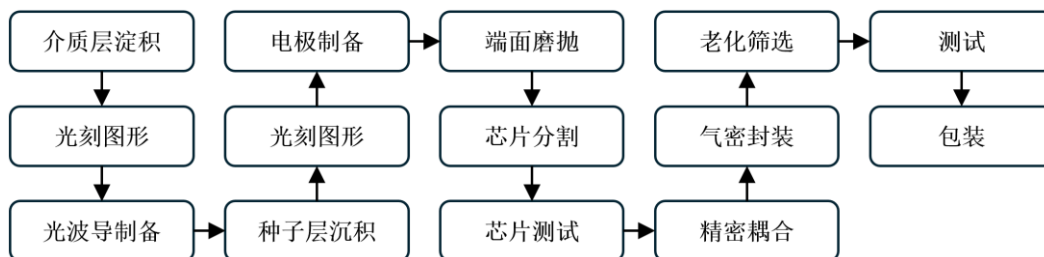 介质层淀积
光刻图形
光波导制备
种子层沉积
光刻图形
电极制备
端面磨抛
芯片分割
芯片测试
精密耦合
气密封装
老化筛选
测试
包装